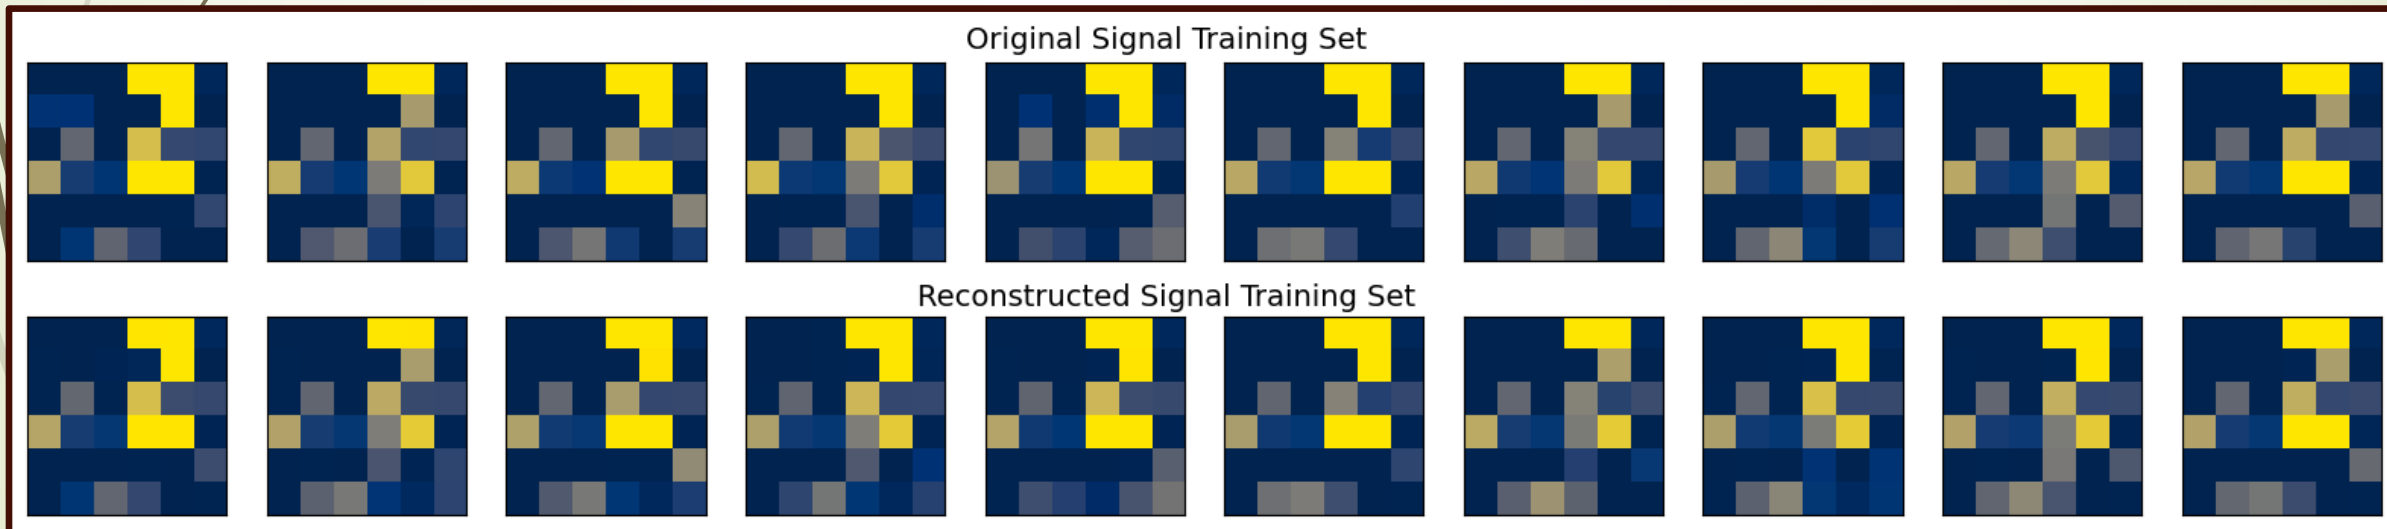 Original Signal Training Set
Reconstructed Signal Training Set